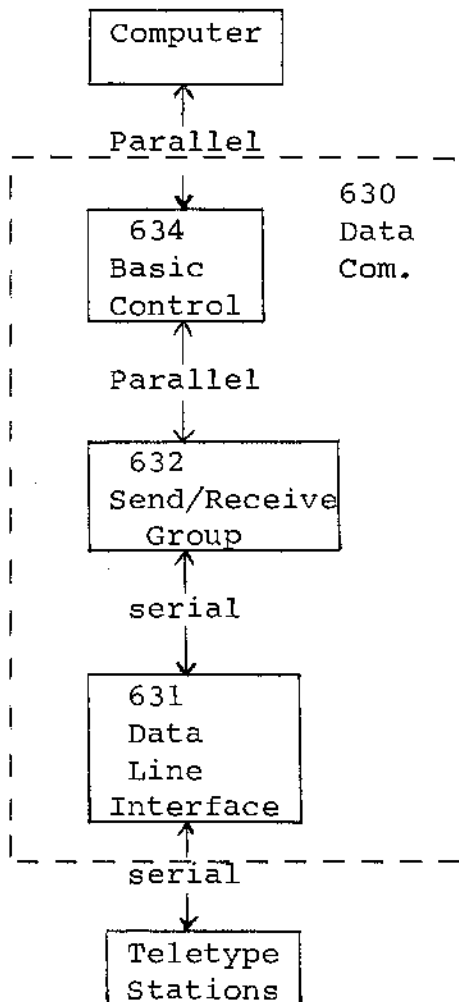 Computer
Parallel
630
Data
Com.
634
Basic
Control
Parallel
632
Send/Receive
Group
serial
631
Data
Line
Interface
serial
Teletype
Stations